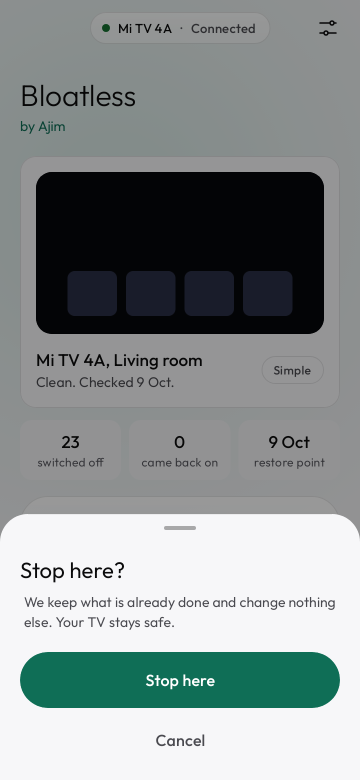 Mi TV 4A · Connected
Bloatless
by Ajim
Mi TV 4A, Living room
Clean. Checked 9 Oct.
Simple
23
switched off
0
came back on
9 Oct
restore point
Stop here?
We keep what is already done and change nothing
else. Your TV stays safe.
Stop here
Cancel